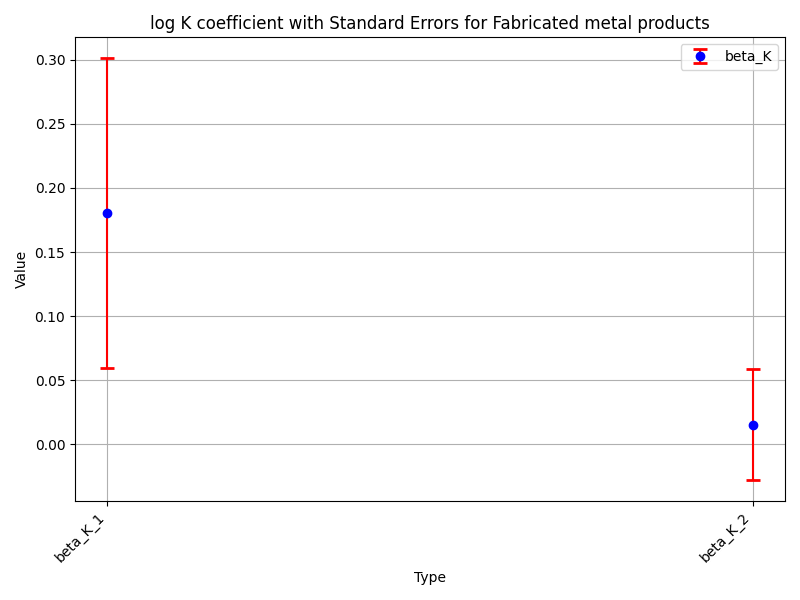 log K coefficient with Standard Errors for Fabricated metal products
beta_K
0.30
0.25
0.20
0.15
0.10
0.05
0.00
Value
beta_K_1
beta_K_2
Type